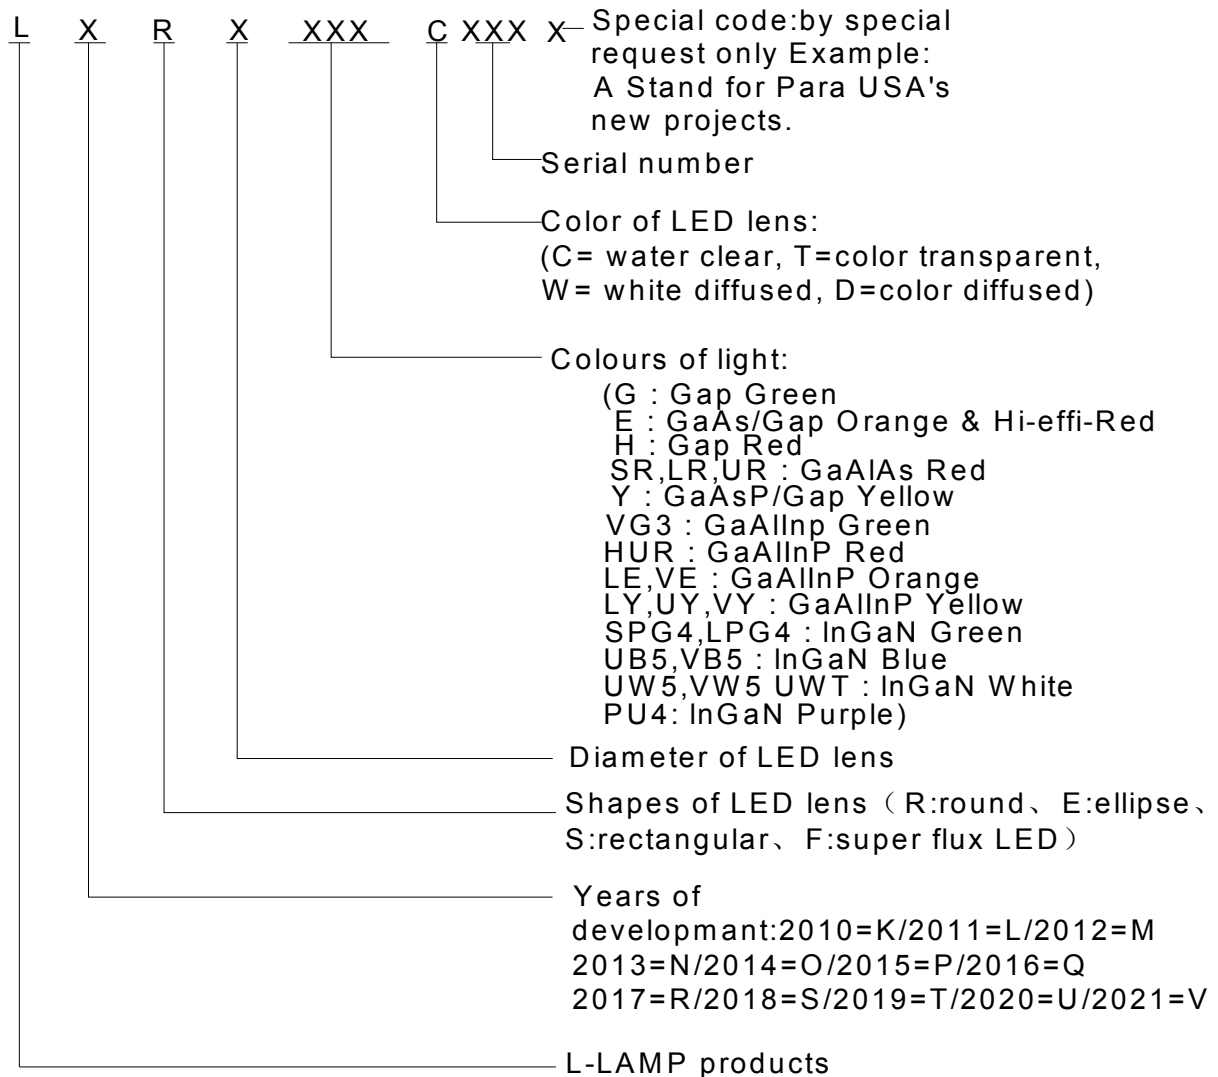 L X R X XXX C XXX X Special code:by special
request only Example:
A Stand for Para USA's
new projects.
Serial number
Color of LED lens:
(C= water clear, T=color transparent,
W= white diffused, D=color diffused)
Colours of light:
(G : Gap Green
E : GaAs/Gap Orange & Hi-effi-Red
H : Gap Red
SR,LR,UR : GaAlAs Red
Y : GaAsP/Gap Yellow
VG3 : GaAlInp Green
HUR : GaAlInP Red
LE,VE : GaAlInP Orange
LY,UY,VY : GaAlInP Yellow
SPG4,LPG4 : InGaN Green
UB5,VB5 : InGaN Blue
UW5,VW5 UWT : InGaN White
PU4: InGaN Purple)
Diameter of LED lens
Shapes of LED lens（R:round、E:ellipse、
S:rectangular、F:super flux LED）
Years of
developmant:2010=K/2011=L/2012=M
2013=N/2014=O/2015=P/2016=Q
2017=R/2018=S/2019=T/2020=U/2021=V
L-LAMP products